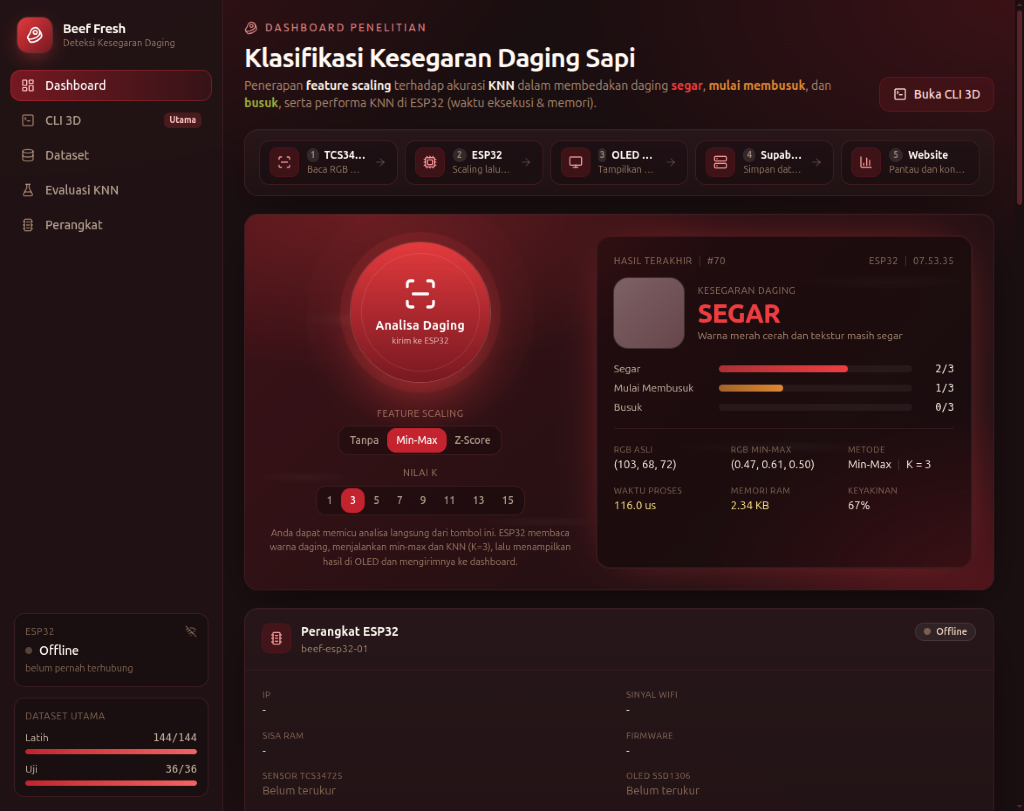 Beef Fresh
Deteksi Kesegaran Daging
Dashboard
CLI 3D
Utama
Dataset
Evaluasi KNN
Perangkat
ESP32
Offline
belum pernah terhubung
DATASET UTAMA
Latih 144/144
Uji 36/36
DASHBOARD PENELITIAN
Klasifikasi Kesegaran Daging Sapi
Penerapan feature scaling terhadap akurasi KNN dalam membedakan daging segar, mulai membusuk, dan
busuk, serta performa KNN di ESP32 (waktu eksekusi & memori).
Buka CLI 3D
1 TCS34...
Baca RGB ...
2 ESP32
Scaling lalu...
3 OLED ...
Tampilkan ...
4 Supab...
Simpan dat...
5 Website
Pantau dan kon...
Analisa Daging
kirim ke ESP32
FEATURE SCALING
Tanpa Min-Max Z-Score
NILAI K
1 3 5 7 9 11 13 15
Anda dapat memicu analisa langsung dari tombol ini. ESP32 membaca
warna daging, menjalankan min-max dan KNN (K=3), lalu menampilkan
hasil di OLED dan mengirimnya ke dashboard.
HASIL TERAKHIR | #70
ESP32 | 07.53.35
KESEGARAN DAGING
SEGAR
Warna merah cerah dan tekstur masih segar
Segar 2/3
Mulai Membusuk 1/3
Busuk 0/3
RGB ASLI RGB MIN-MAX METODE
(103, 68, 72) (0.47, 0.61, 0.50) Min-Max | K = 3
WAKTU PROSES MEMORI RAM KEYAKINAN
116.0 us 2.34 KB 67%
Perangkat ESP32
beef-esp32-01
Offline
IP SINYAL WIFI
- -
SISA RAM FIRMWARE
- -
SENSOR TCS34725 OLED SSD1306
Belum terukur Belum terukur